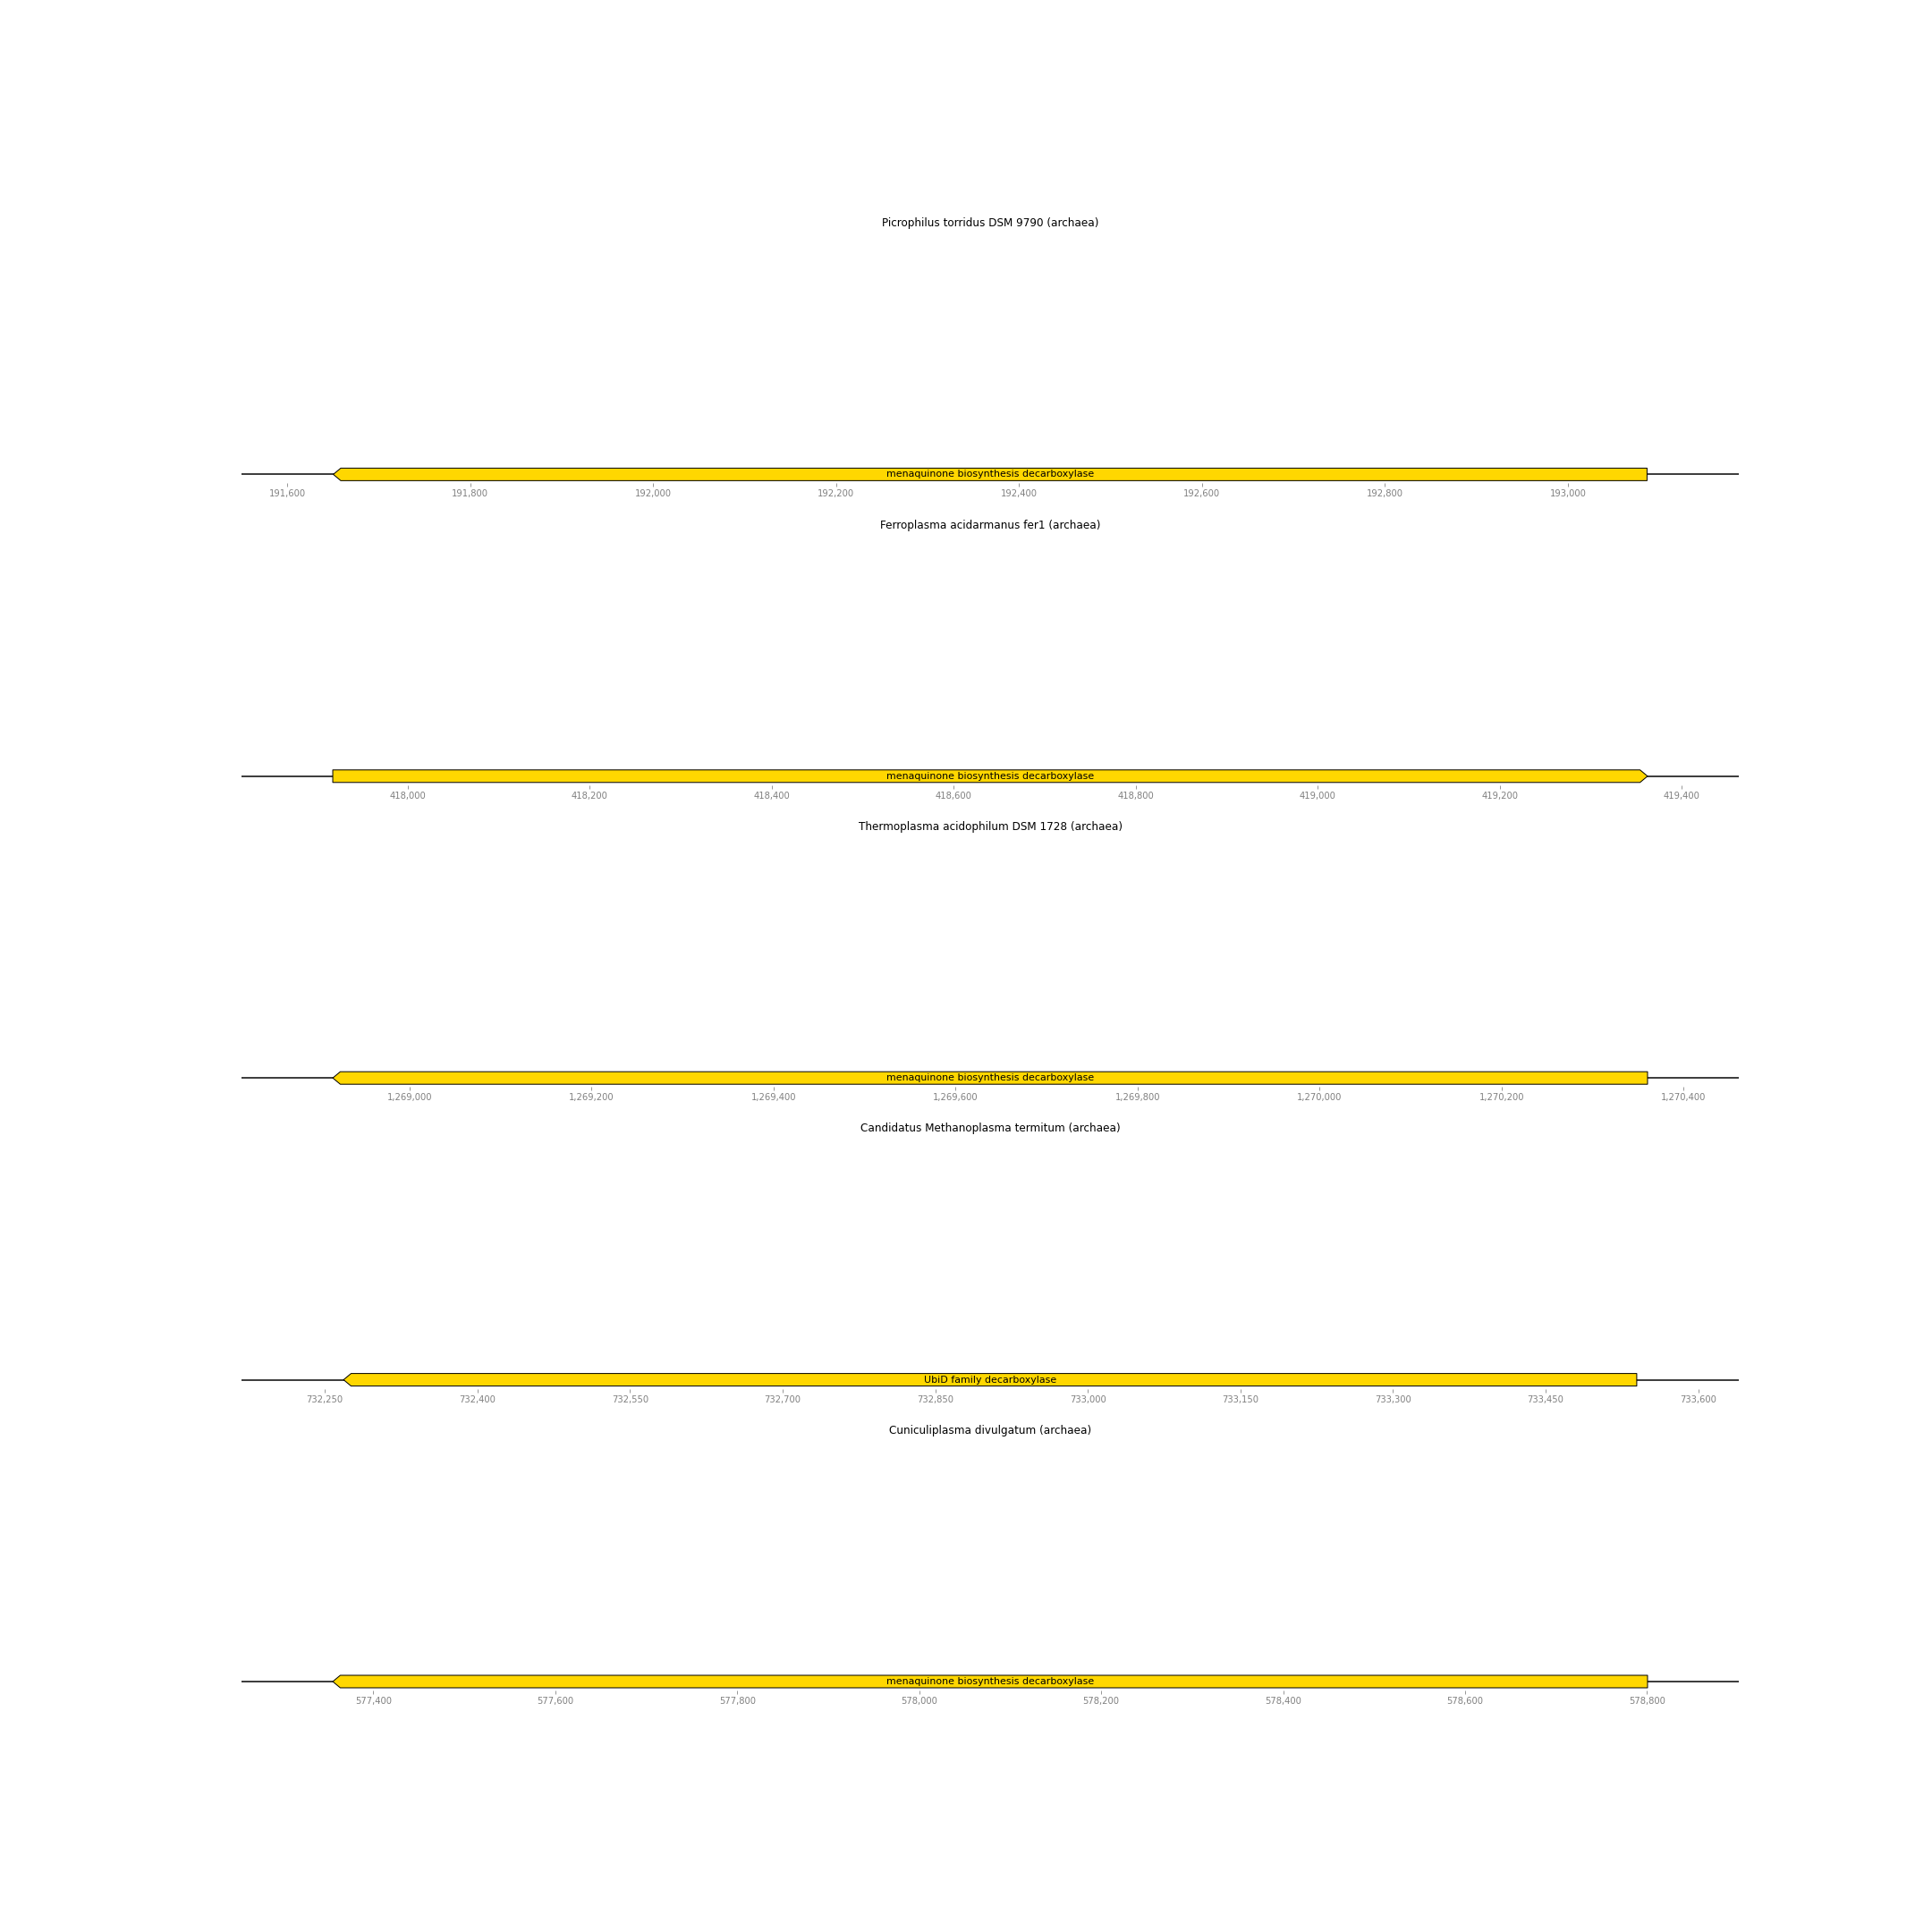 Picrophilus torridus DSM 9790 (archaea)
menaquinone biosynthesis decarboxylase
191,600 191,800 192,000 192,200 192,400 192,600 192,800 193,000
Ferroplasma acidarmanus fer1 (archaea)
menaquinone biosynthesis decarboxylase
418,000 418,200 418,400 418,600 418,800 419,000 419,200 419,400
Thermoplasma acidophilum DSM 1728 (archaea)
menaquinone biosynthesis decarboxylase
1,269,000 1,269,200 1,269,400 1,269,600 1,269,800 1,270,000 1,270,200 1,270,400
Candidatus Methanoplasma termitum (archaea)
UbiD family decarboxylase
732,250 732,400 732,550 732,700 732,850 733,000 733,150 733,300 733,450 733,600
Cuniculiplasma divulgatum (archaea)
menaquinone biosynthesis decarboxylase
577,400 577,600 577,800 578,000 578,200 578,400 578,600 578,800